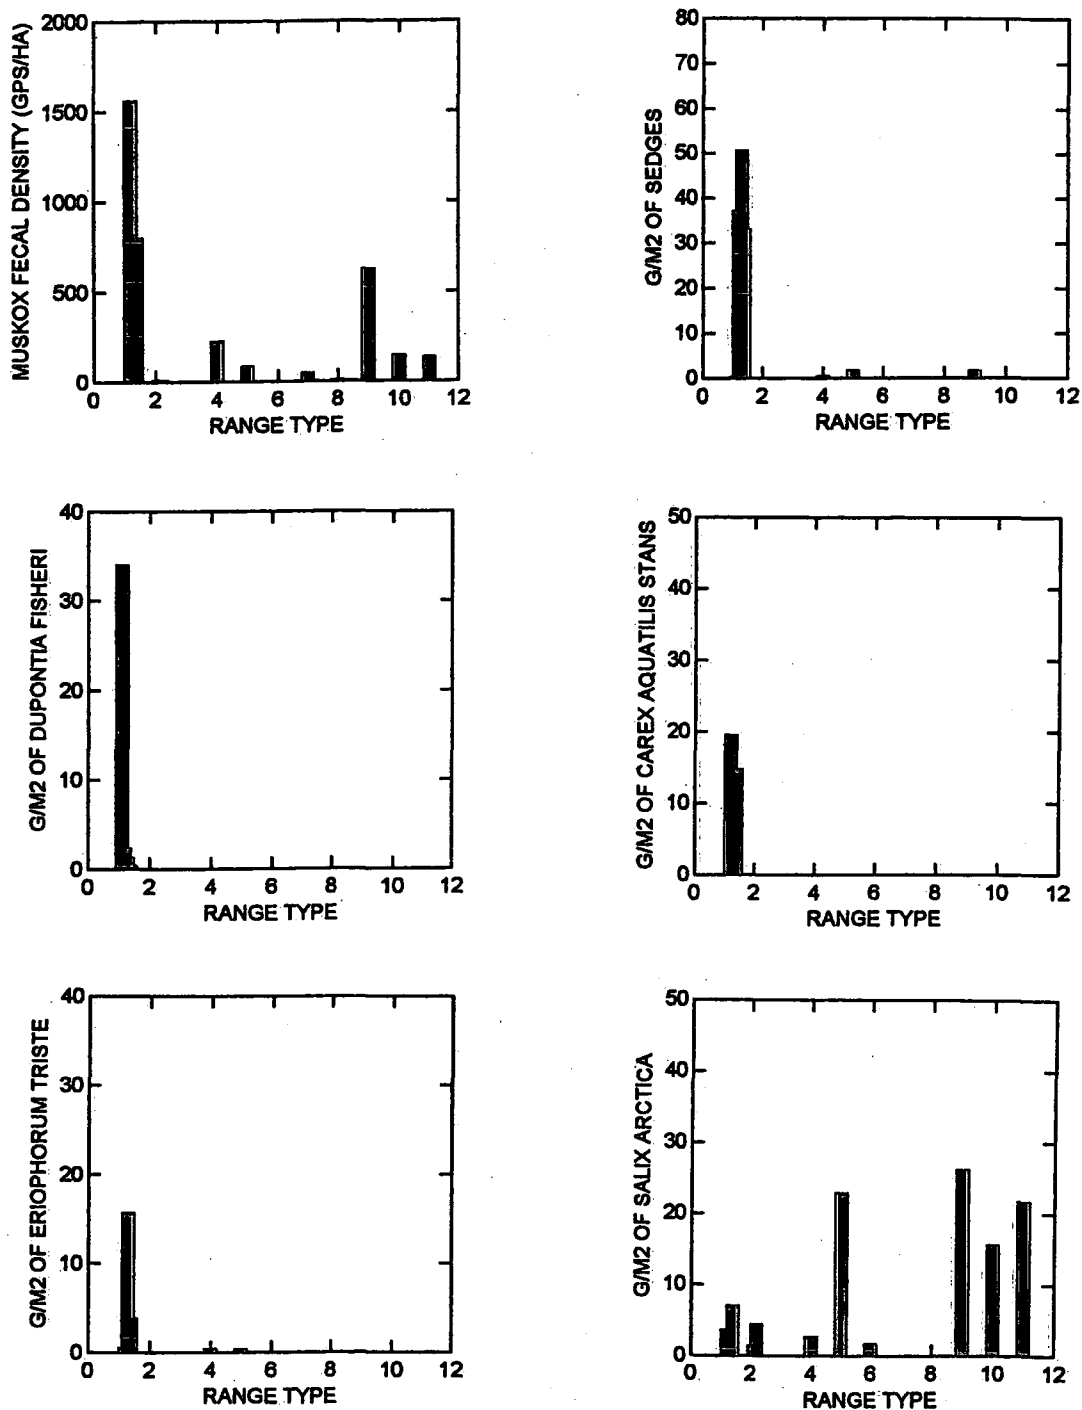 MUSKOX FECAL DENSITY (GPS/HA)
2000
1500
1000
500
0
0 2 4 6 8 10 12
RANGE TYPE
G/M2 OF SEDGES
80
70
60
50
40
30
20
10
0
0 2 4 6 8 10 12
RANGE TYPE
G/M2 OF DUPONTIA FISHERI
40
30
20
10
0
0 2 4 6 8 10 12
RANGE TYPE
G/M2 OF CAREX AQUATILIS STANS
50
40
30
20
10
0
0 2 4 6 8 10 12
RANGE TYPE
G/M2 OF ERIOPHORUM TRISTE
40
30
20
10
0
0 2 4 6 8 10 12
RANGE TYPE
G/M2 OF SALIX ARCTICA
50
40
30
20
10
0
0 2 4 6 8 10 12
RANGE TYPE